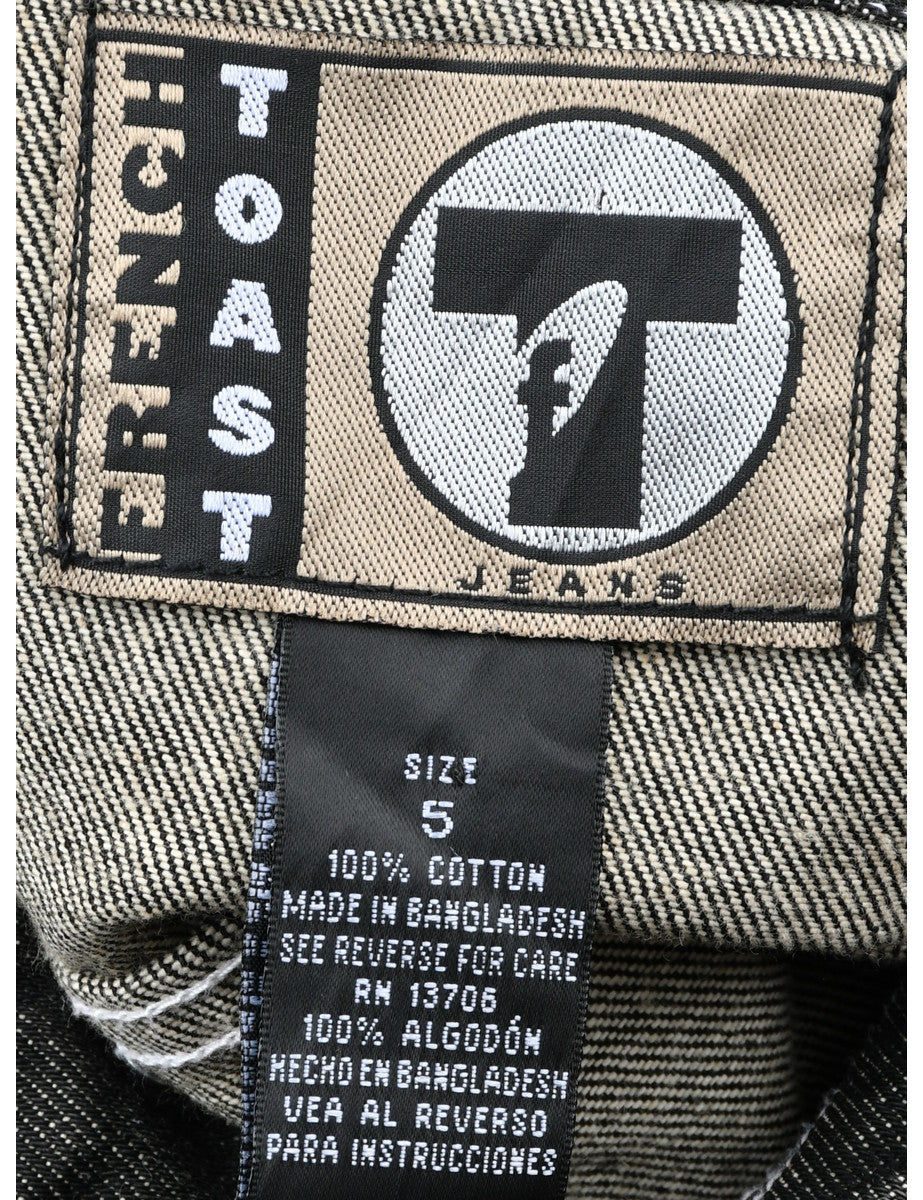 FRENCH
TOAST
T
f
JEANS
SIZE
5
100% COTTON
MADE IN BANGLADESH
SEE REVERSE FOR CARE
RN 13706
100% ALGODÓN
HECHO EN BANGLADESH
VEA AL REVERSO
PARA INSTRUCCIONES